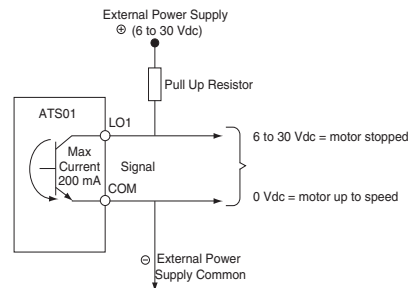 External Power Supply
⊕ (6 to 30 Vdc)
Pull Up Resistor
ATS01
LO1
6 to 30 Vdc = motor stopped
Max
Current
200 mA
Signal
COM
0 Vdc = motor up to speed
⊖ External Power
Supply Common